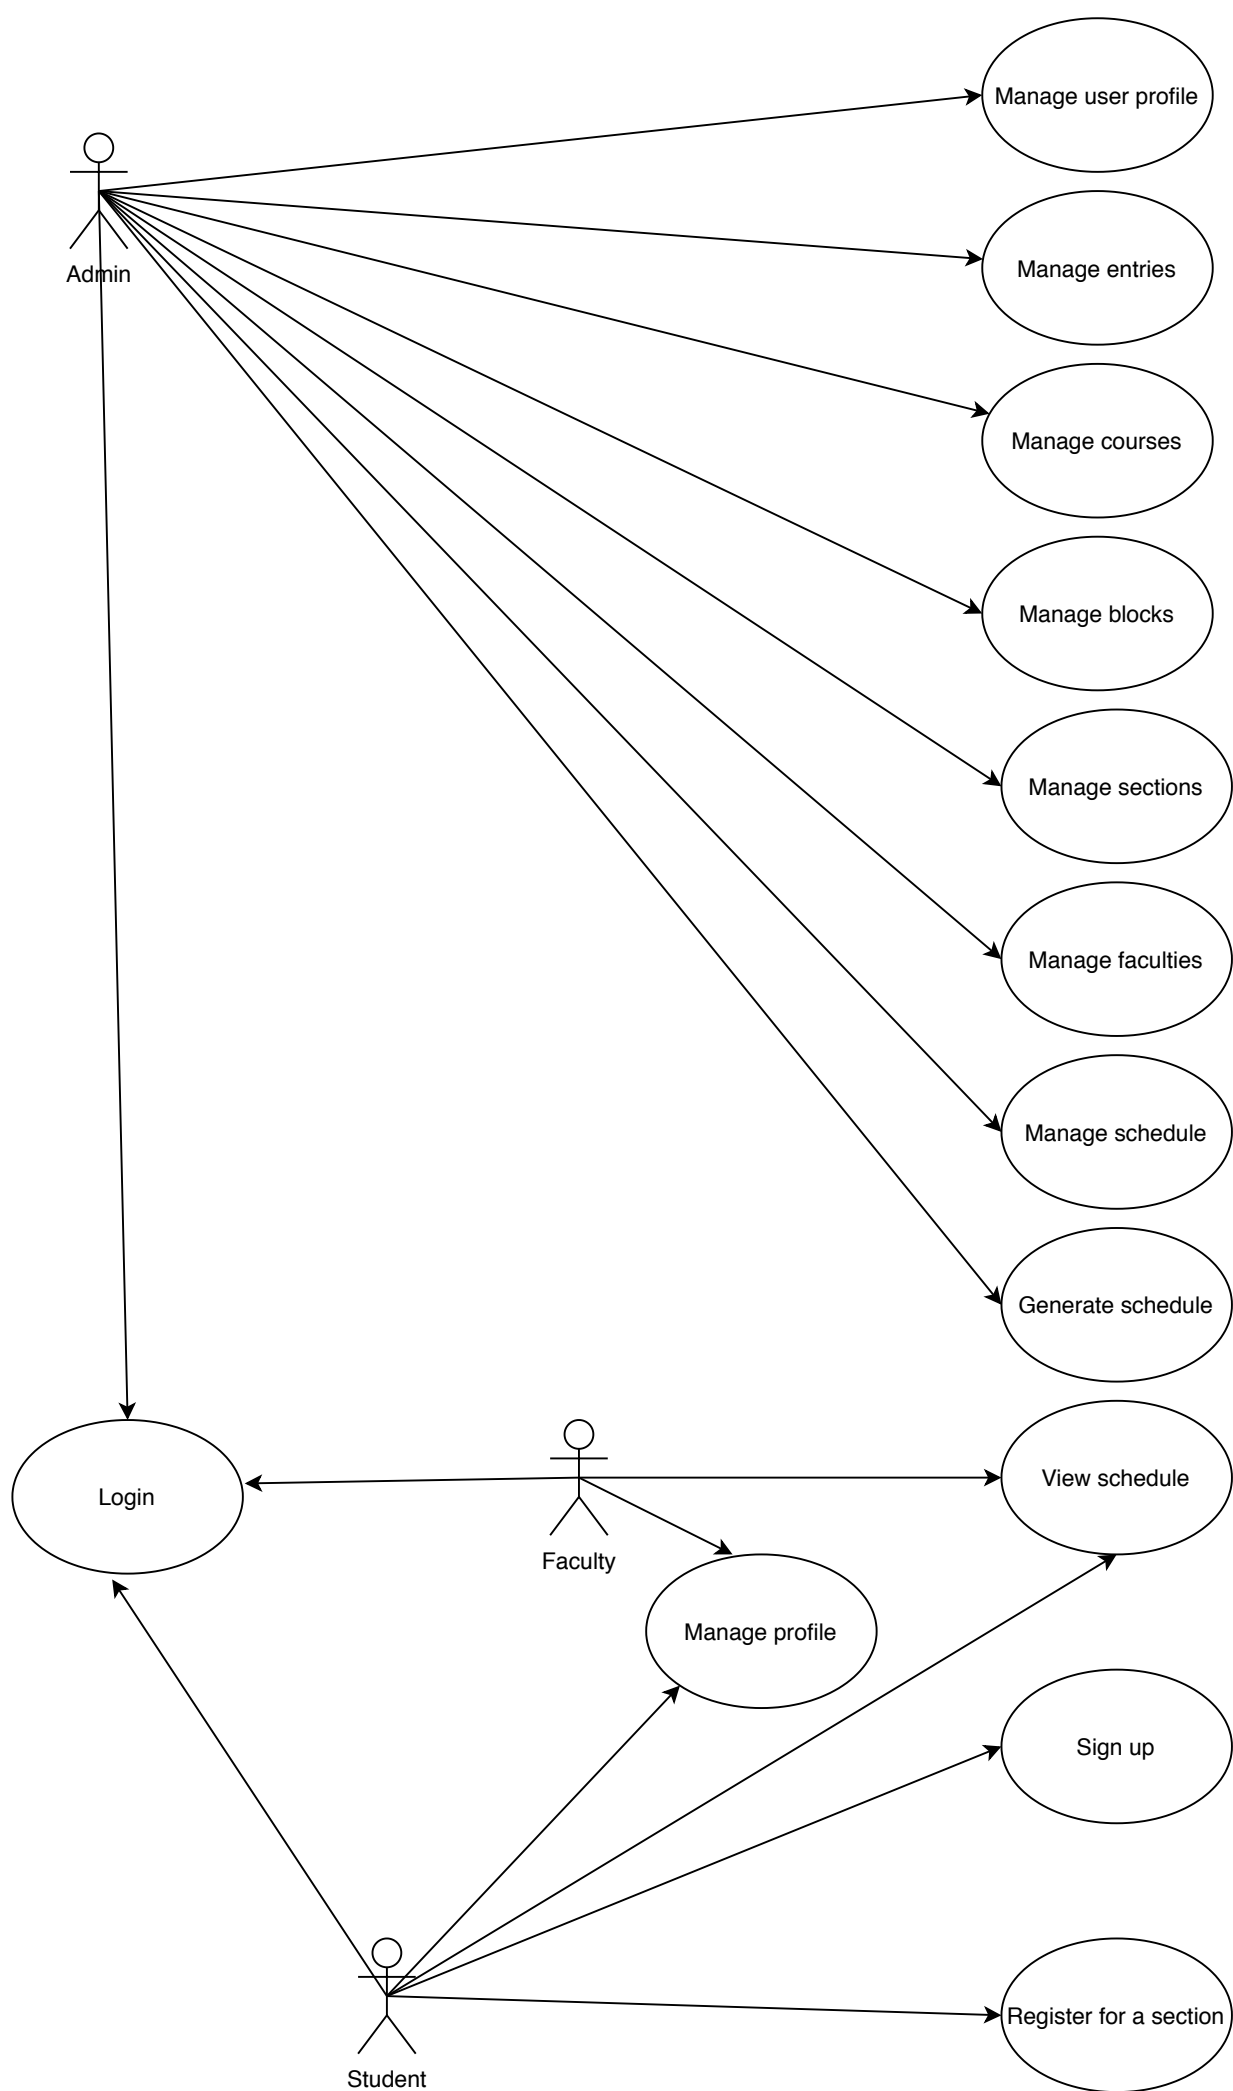 Manage user profile
Admin
Manage entries
Manage courses
Manage blocks
Manage sections
Manage faculties
Manage schedule
Generate schedule
Login
Faculty
View schedule
Manage profile
Sign up
Student
Register for a section